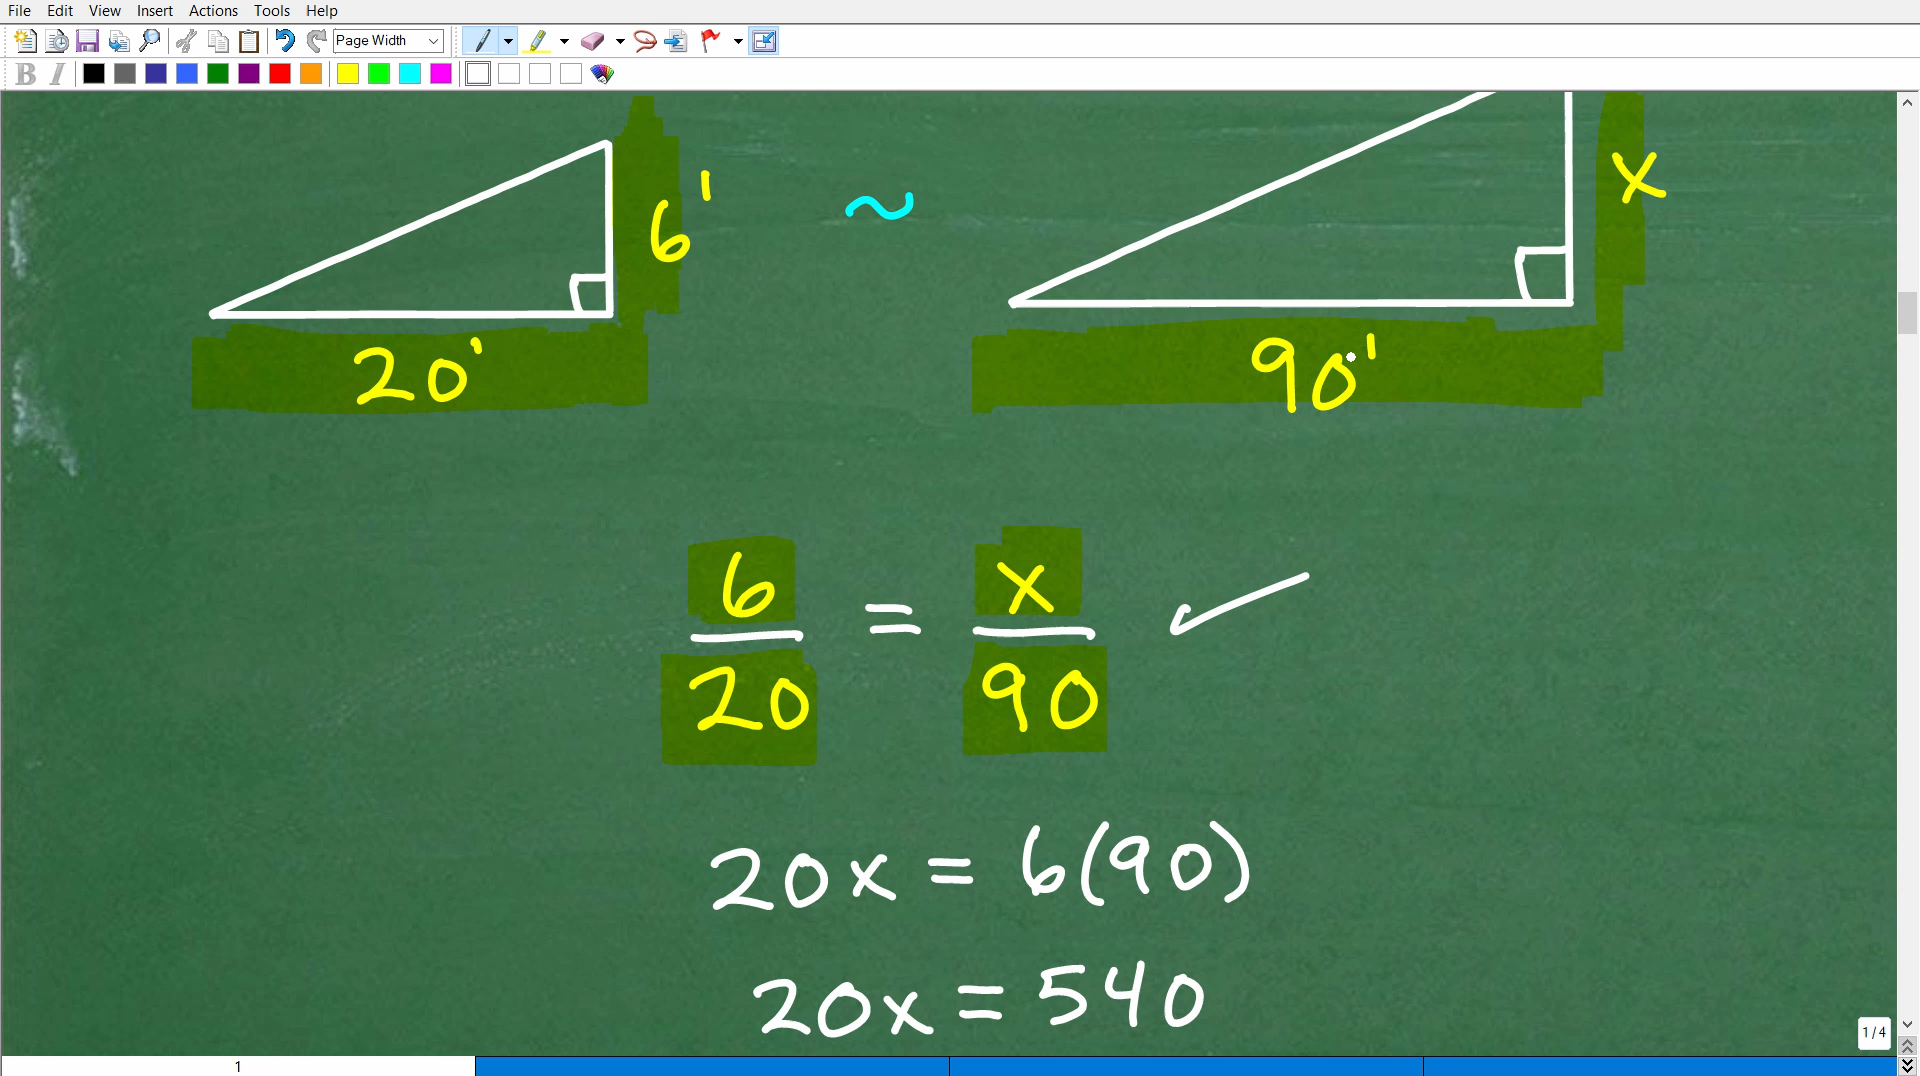 File Edit View Insert Actions Tools Help
Page Width
B I
6'
~
x
20'
90'
6/20 = x/90 ✓
20x = 6(90)
20x = 540
1 / 4
1